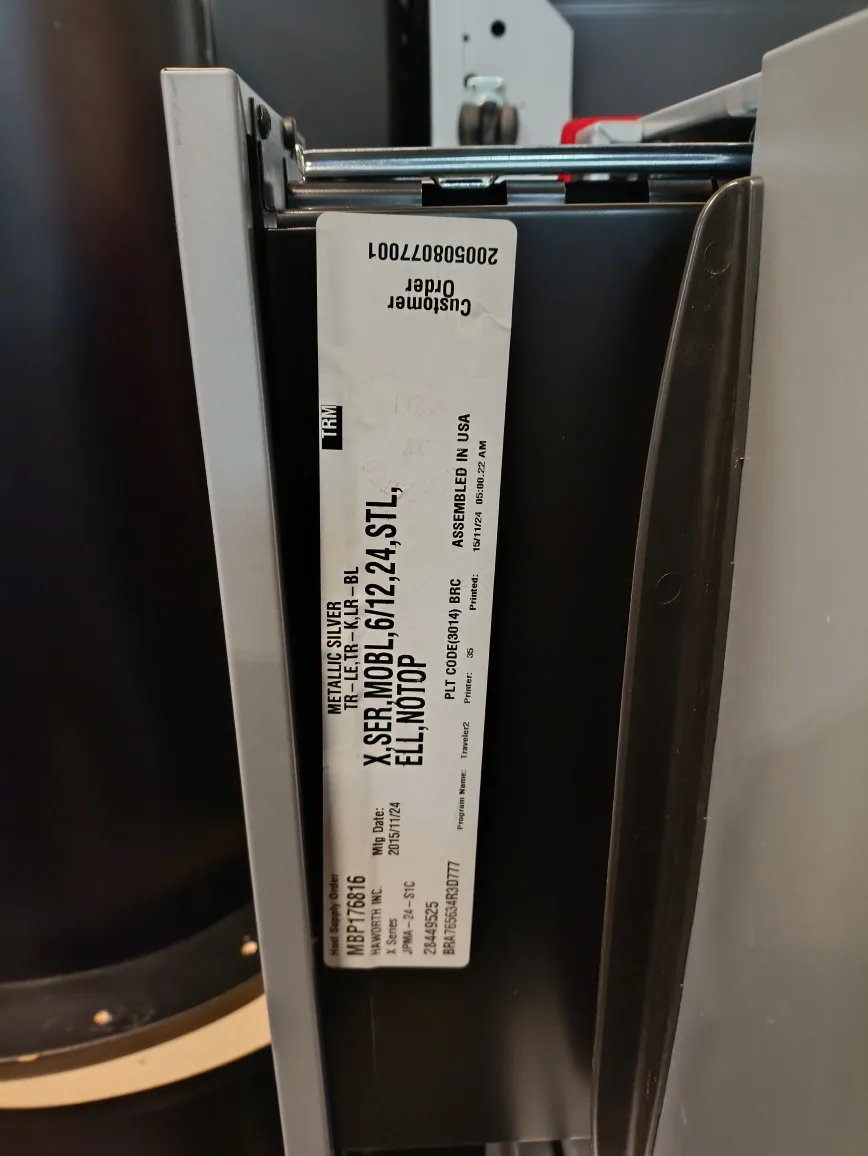 Host Supply Order
MBP176816
HAWORTH INC.
X Series
JPMA-24-S1C
28449525
BRA765634R3D777
Mfg Date:
2015/11/24
METALLIC SILVER
TR-LE,TR-K,LR-BL
X,SER,MOBL,6/12,24,STL,
ELL,NOTOP
PLT CODE(3014) BRC
ASSEMBLED IN USA
Program Name: Traveler2 Printer: 35 Printed: 15/11/24 05:00.22 AM
TRM
Customer
Order
200508077001